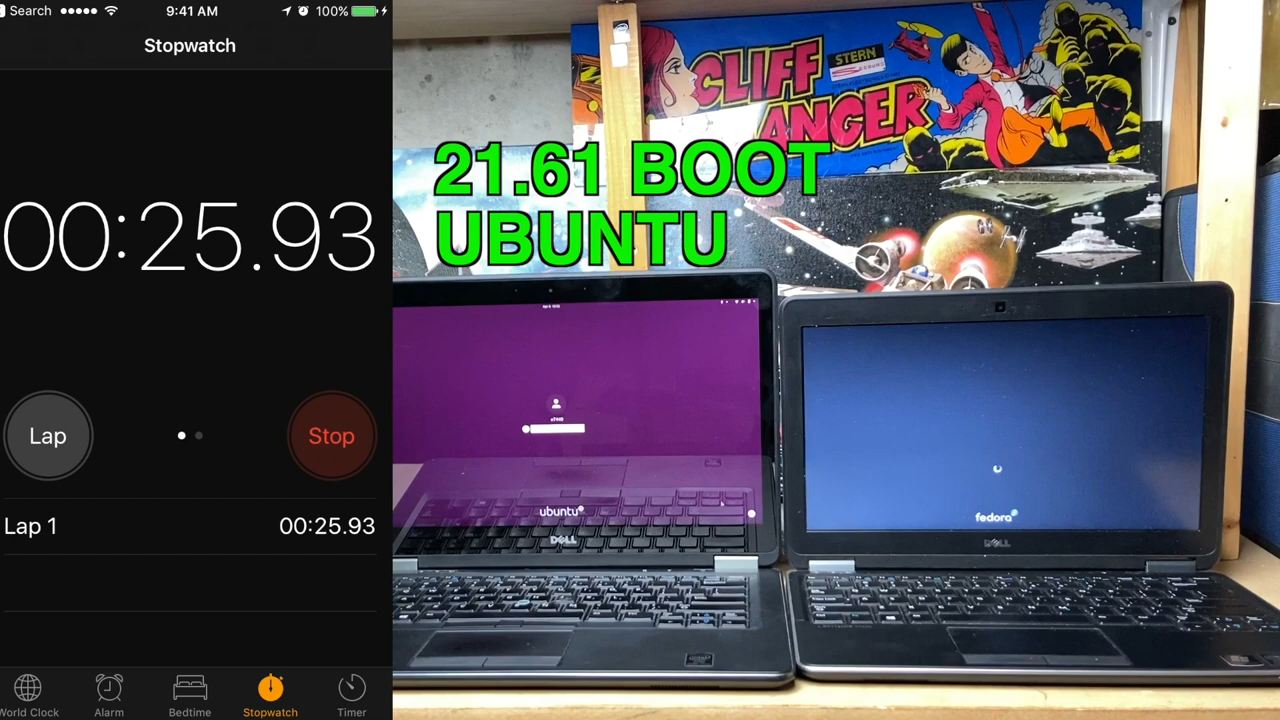 Search
9:41 AM
100%
Stopwatch
00:25.93
Lap
Stop
Lap 1
00:25.93
World Clock
Alarm
Bedtime
Stopwatch
Timer
CLIFF
STERN
ANGER
21.61 BOOT
UBUNTU
ubuntu
DELL
fedora
DELL